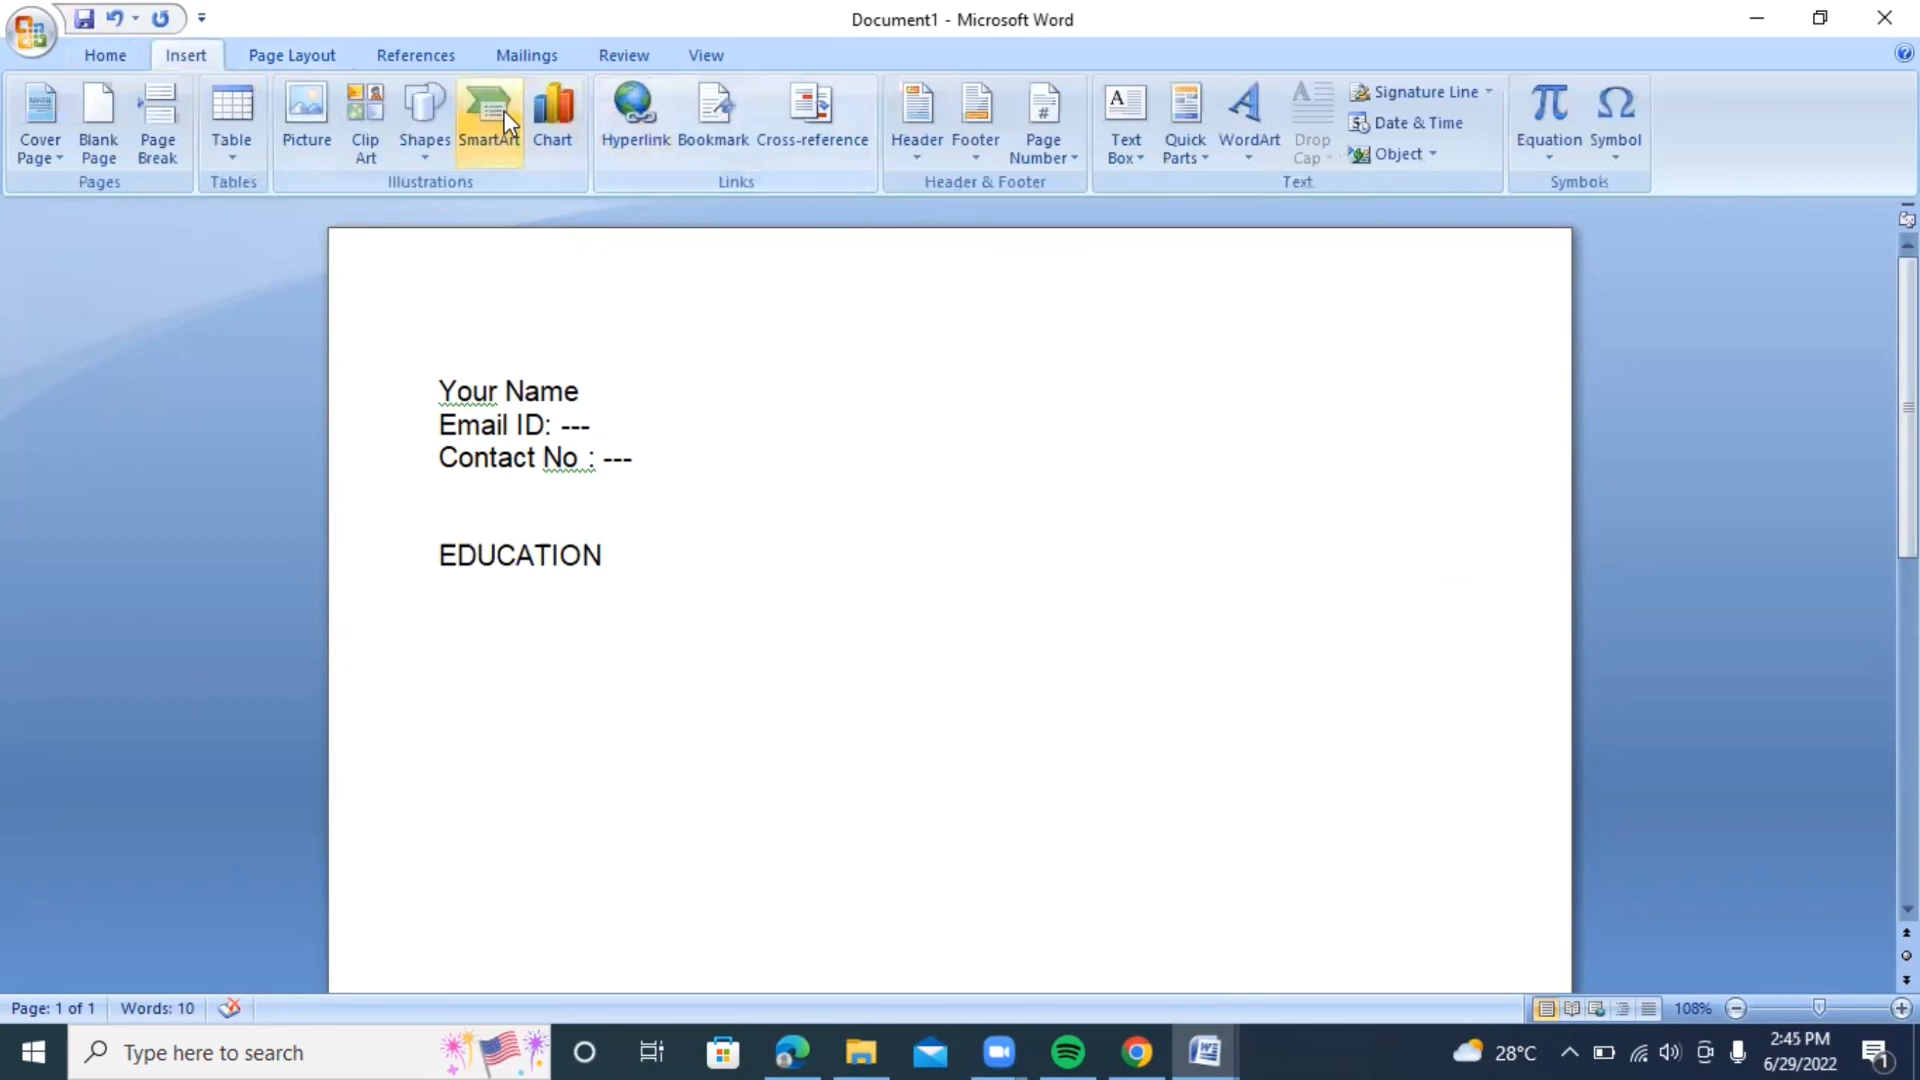 Document1 - Microsoft Word
Home Insert Page Layout References Mailings Review View
Cover Page
Blank Page
Page Break
Pages
Table
Tables
Picture
Clip Art
Shapes
SmartArt
Chart
Illustrations
Hyperlink
Bookmark
Cross-reference
Links
Header
Footer
Page Number
Header & Footer
Text Box
Quick Parts
WordArt
Drop Cap
Signature Line
Date & Time
Object
Text
Equation
Symbol
Symbols
Your Name
Email ID: ---
Contact No : ---
EDUCATION
Page: 1 of 1 Words: 10
108%
Type here to search
28°C
2:45 PM
6/29/2022
1